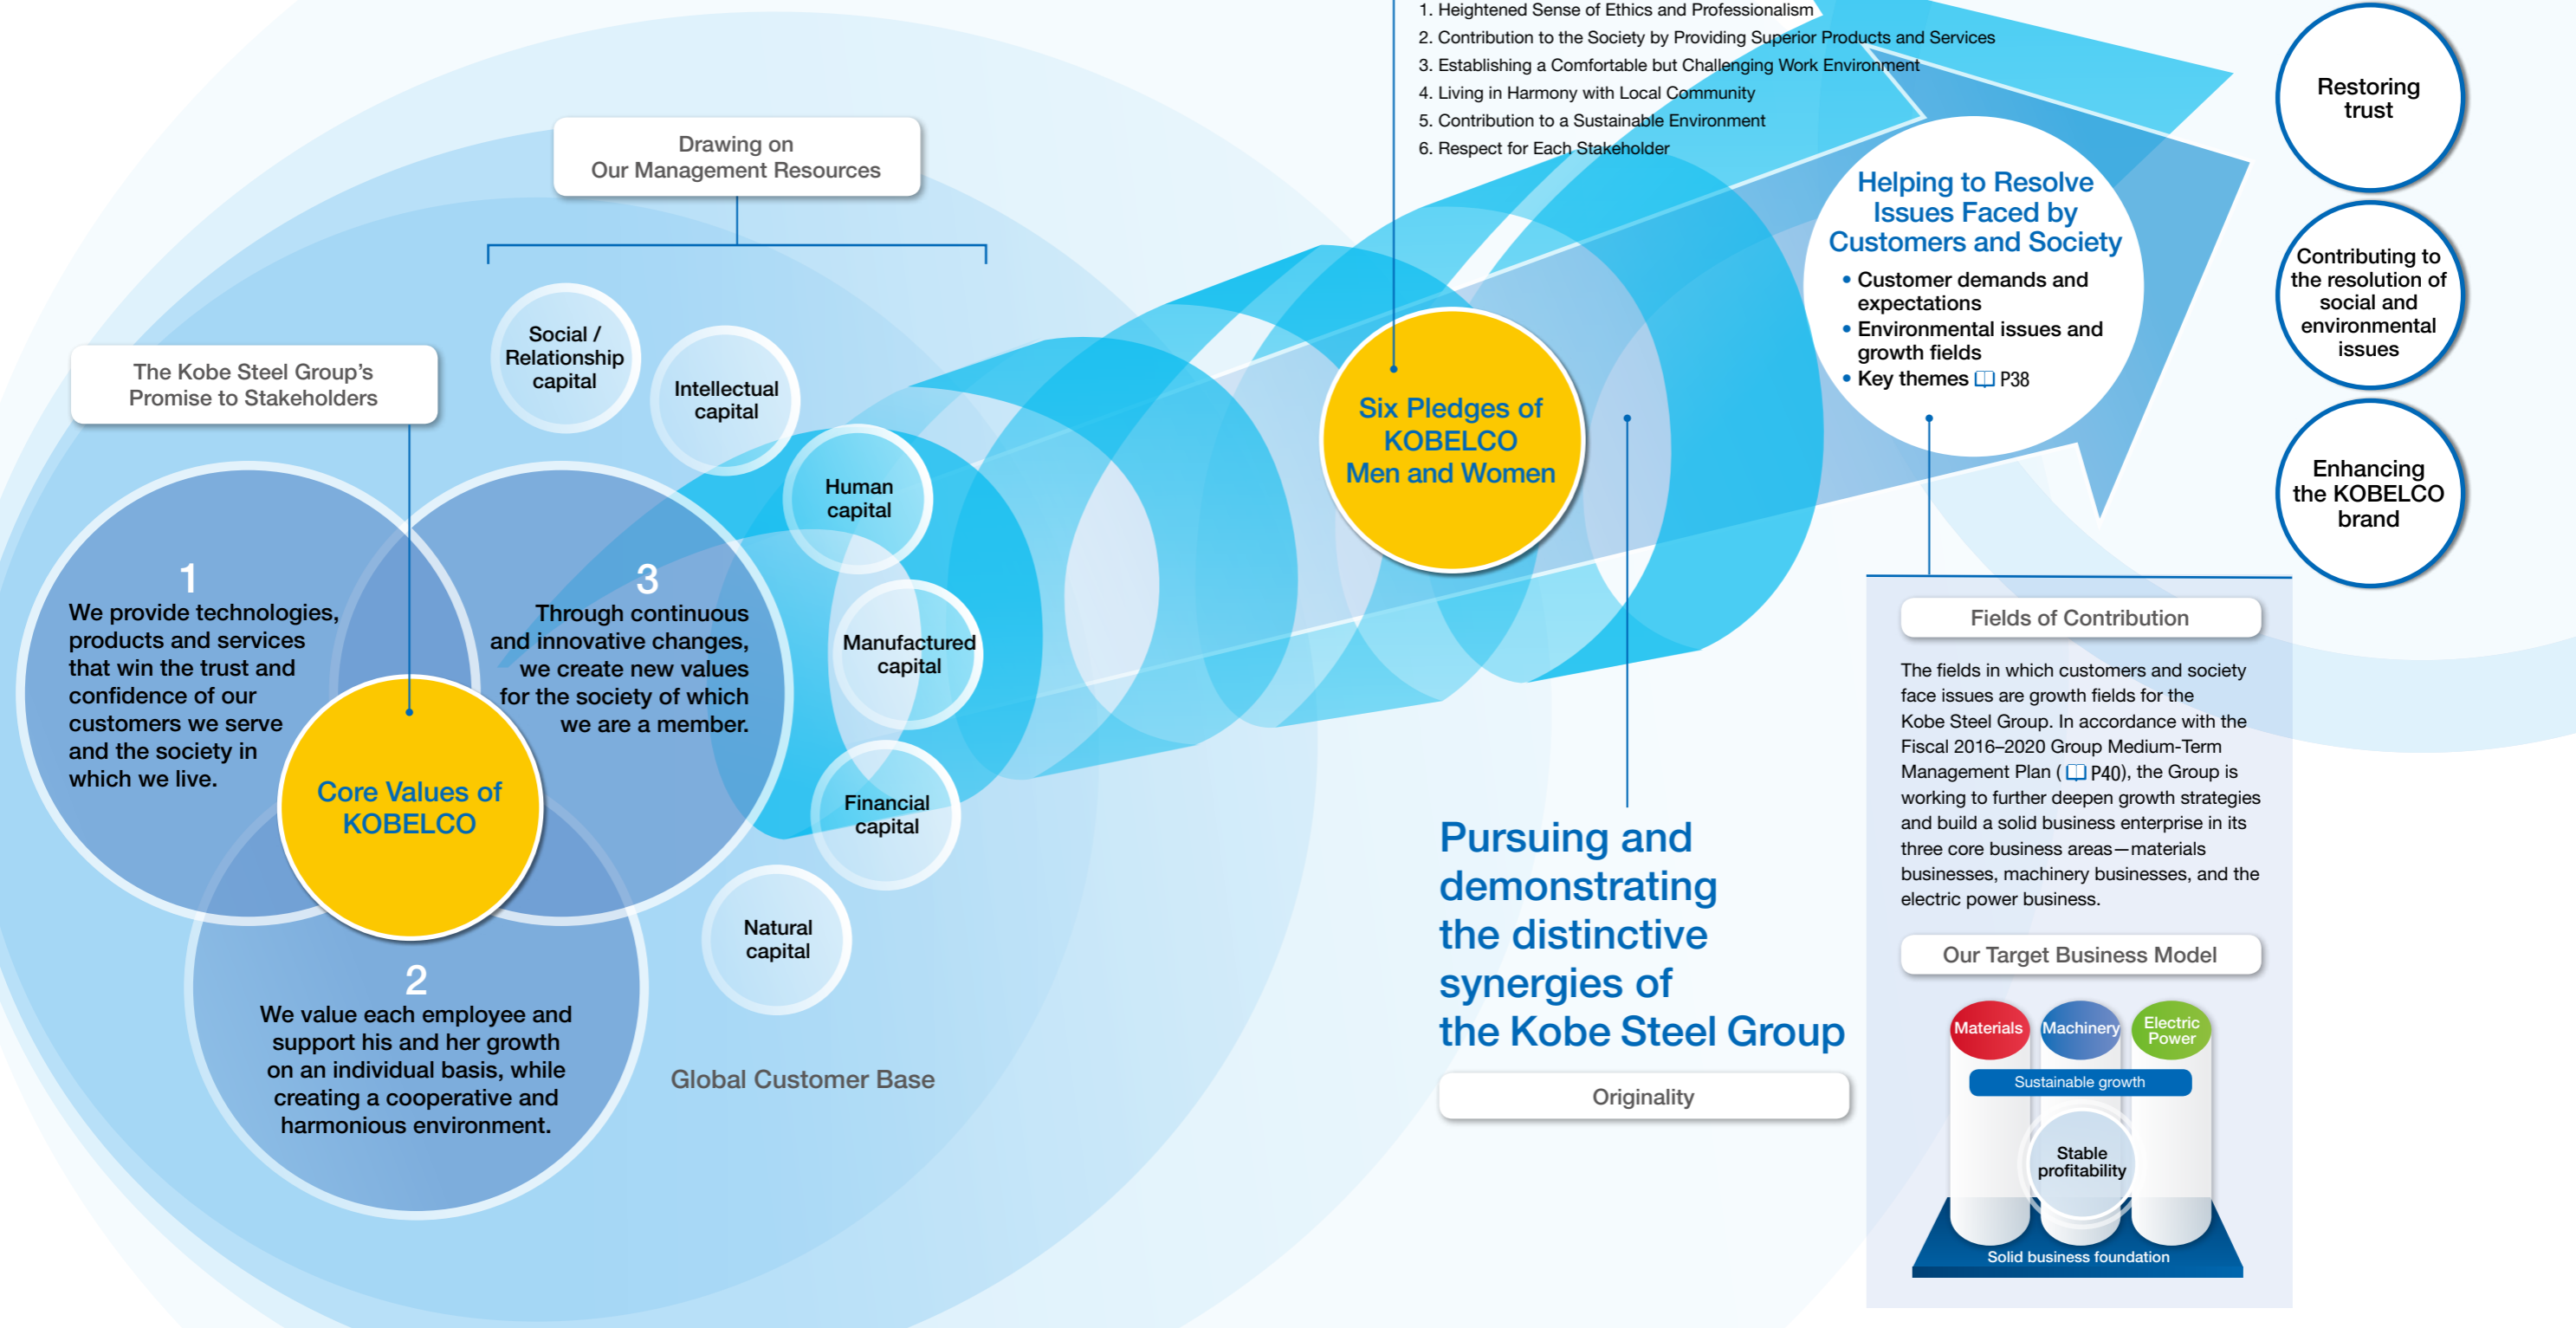 1. Heightened Sense of Ethics and Professionalism
2. Contribution to the Society by Providing Superior Products and Services
3. Establishing a Comfortable but Challenging Work Environment
4. Living in Harmony with Local Community
5. Contribution to a Sustainable Environment
6. Respect for Each Stakeholder
Drawing on
Our Management Resources
The Kobe Steel Group's
Promise to Stakeholders
Social /
Relationship
capital
Intellectual
capital
Human
capital
Manufactured
capital
Financial
capital
Natural
capital
1
We provide technologies,
products and services
that win the trust and
confidence of our
customers we serve
and the society in
which we live.
3
Through continuous
and innovative changes,
we create new values
for the society of which
we are a member.
Core Values of
KOBELCO
2
We value each employee and
support his and her growth
on an individual basis, while
creating a cooperative and
harmonious environment.
Global Customer Base
Six Pledges of
KOBELCO
Men and Women
Pursuing and
demonstrating
the distinctive
synergies of
the Kobe Steel Group
Originality
Helping to Resolve
Issues Faced by
Customers and Society
• Customer demands and
expectations
• Environmental issues and
growth fields
• Key themes P38
Restoring
trust
Contributing to
the resolution of
social and
environmental
issues
Enhancing
the KOBELCO
brand
Fields of Contribution
The fields in which customers and society
face issues are growth fields for the
Kobe Steel Group. In accordance with the
Fiscal 2016–2020 Group Medium-Term
Management Plan ( P40), the Group is
working to further deepen growth strategies
and build a solid business enterprise in its
three core business areas—materials
businesses, machinery businesses, and the
electric power business.
Our Target Business Model
Materials
Machinery
Electric
Power
Sustainable growth
Stable
profitability
Solid business foundation